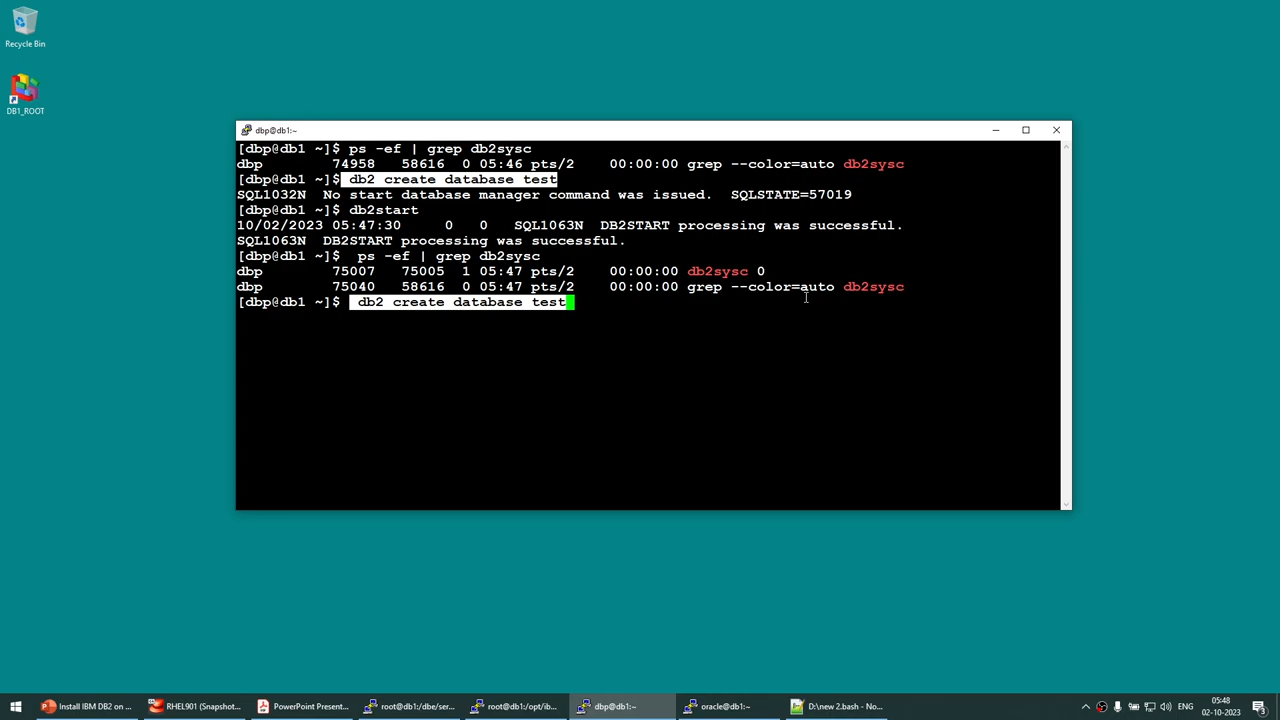 Recycle Bin
DB1_ROOT
dbp@db1:~
[dbp@db1 ~]$ ps -ef | grep db2sysc
dbp 74958 58616 0 05:46 pts/2 00:00:00 grep --color=auto db2sysc
[dbp@db1 ~]$ db2 create database test
SQL1032N No start database manager command was issued. SQLSTATE=57019
[dbp@db1 ~]$ db2start
10/02/2023 05:47:30 0 0 SQL1063N DB2START processing was successful.
SQL1063N DB2START processing was successful.
[dbp@db1 ~]$ ps -ef | grep db2sysc
dbp 75007 75005 1 05:47 pts/2 00:00:00 db2sysc 0
dbp 75040 58616 0 05:47 pts/2 00:00:00 grep --color=auto db2sysc
[dbp@db1 ~]$ db2 create database test
Install IBM DB2 on ...
RHEL901 (Snapshot...
PowerPoint Present...
root@db1:/dbe/ser...
root@db1:/opt/ib...
dbp@db1:~
oracle@db1:~
D:\new 2.bash - No...
ENG
05:48
02-10-2023